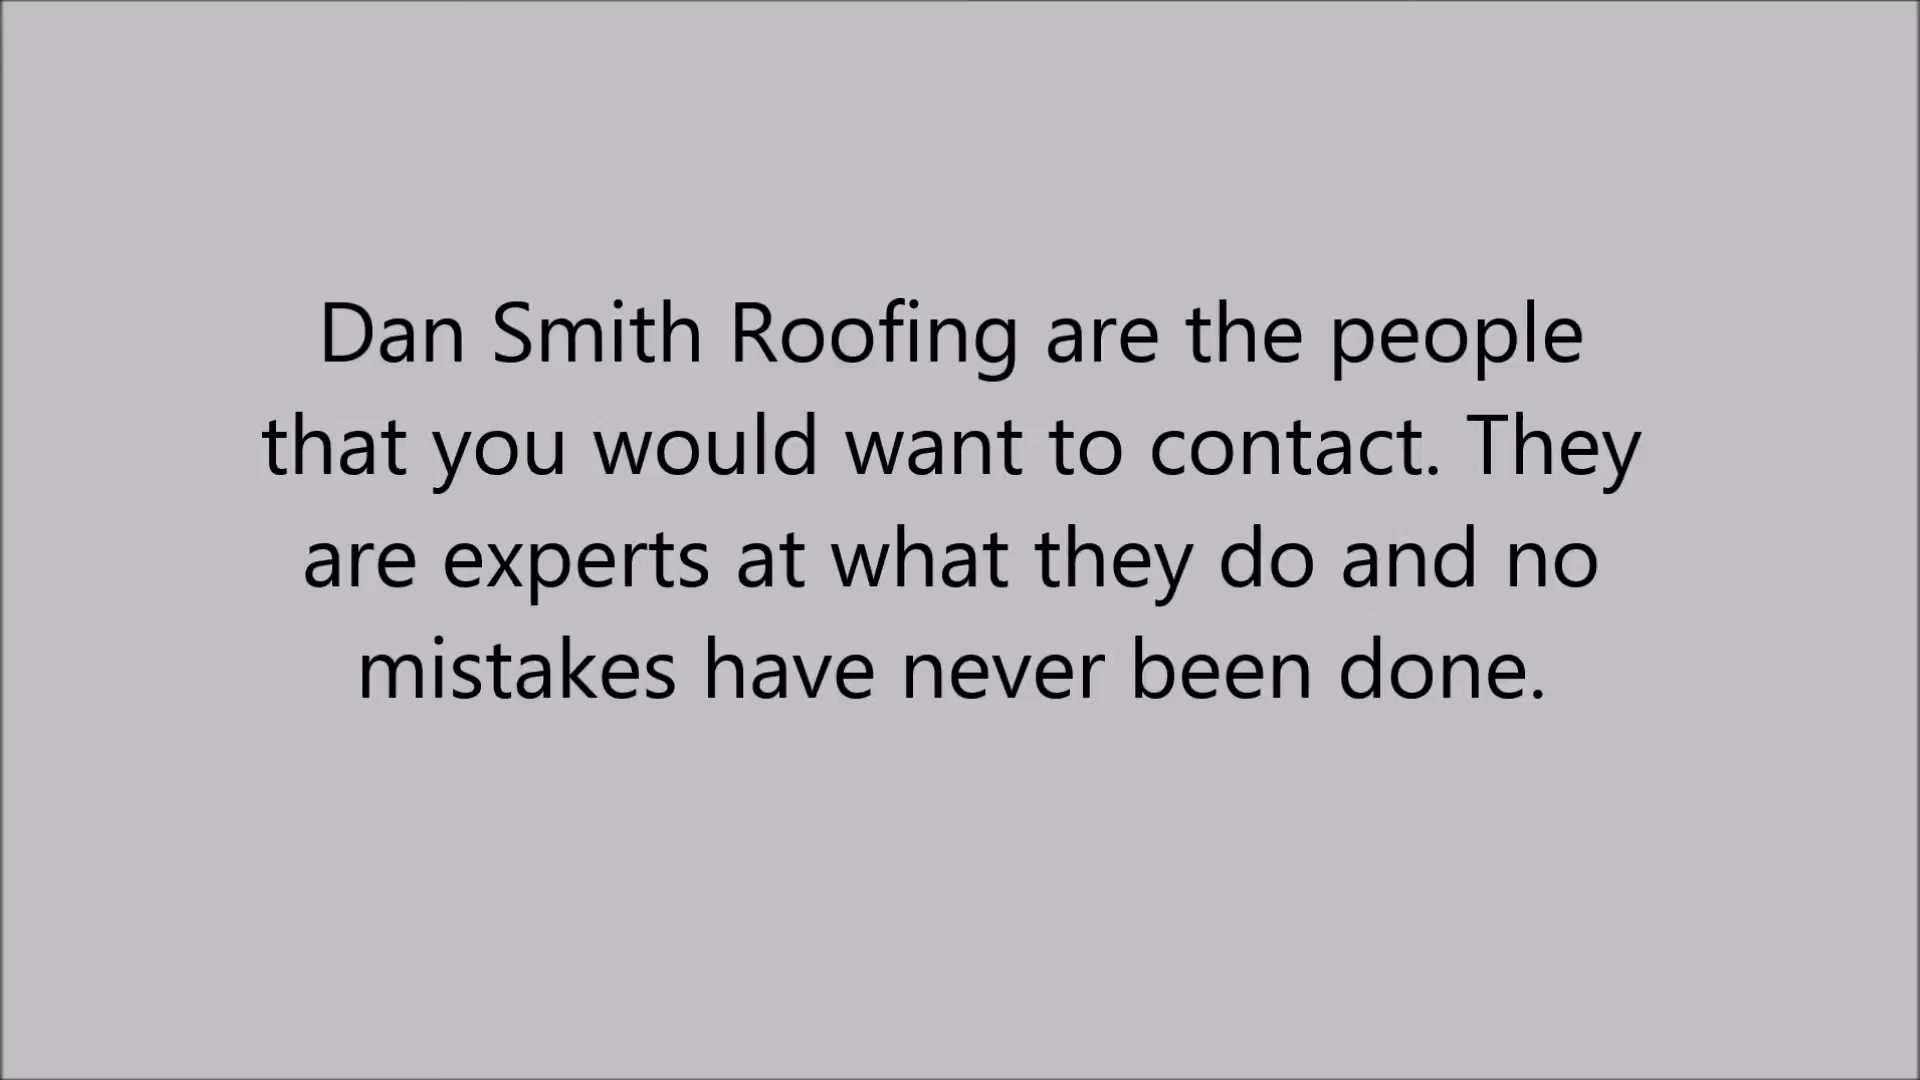 Dan Smith Roofing are the people
that you would want to contact. They
are experts at what they do and no
mistakes have never been done.